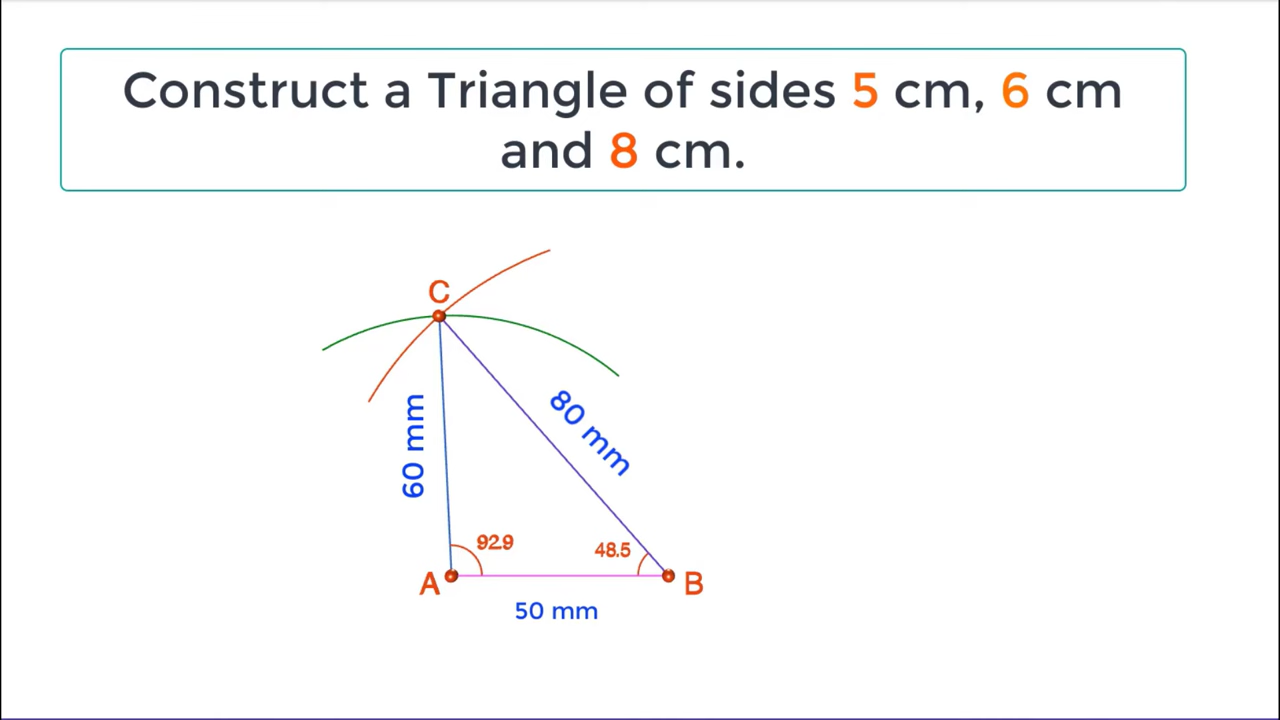 Construct a Triangle of sides 5 cm, 6 cm
and 8 cm.
C
60 mm
80 mm
92.9
48.5
A
B
50 mm